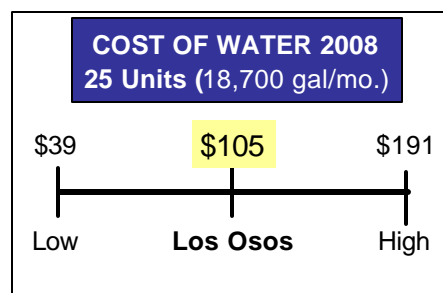 COST OF WATER 2008
25 Units (18,700 gal/mo.)
$39 $105 $191
Low Los Osos High